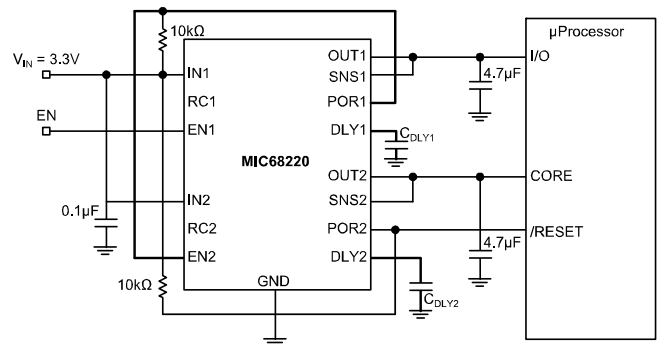 10kΩ
VIN = 3.3V
EN
IN1
RC1
EN1
IN2
RC2
EN2
MIC68220
OUT1
SNS1
POR1
DLY1
OUT2
SNS2
POR2
DLY2
GND
CDLY1
CDLY2
0.1µF
10kΩ
4.7µF
4.7µF
µProcessor
I/O
CORE
/RESET